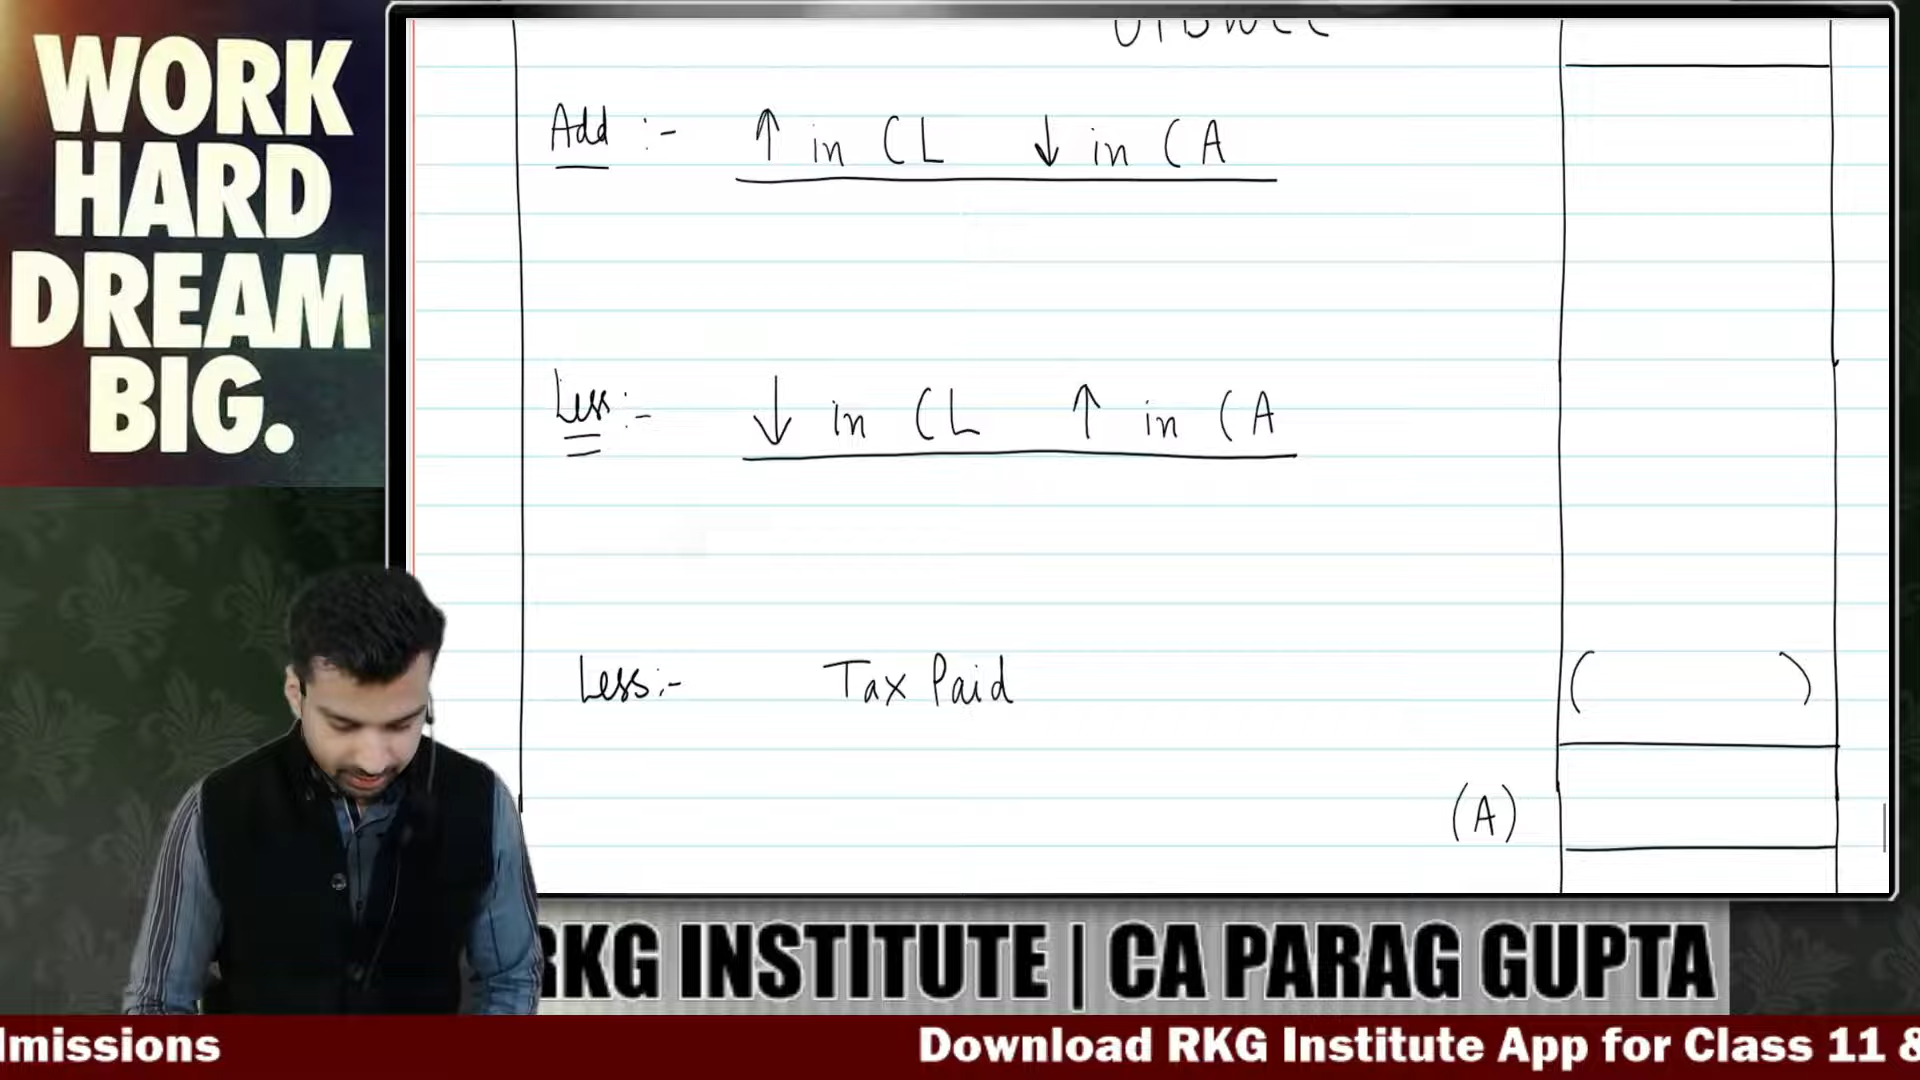 WORK
HARD
DREAM
BIG.
Add :- ↑ in CL ↓ in CA
Less :- ↓ in CL ↑ in CA
Less :- Tax Paid ( )
(A)
RKG INSTITUTE | CA PARAG GUPTA
dmissions Download RKG Institute App for Class 11 &